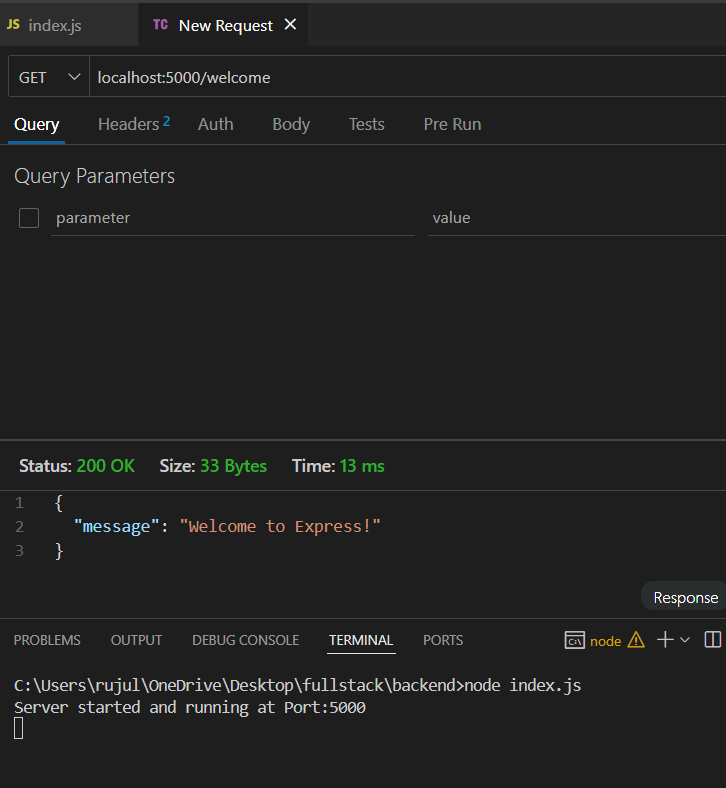 JS index.js TC New Request ✕
GET localhost:5000/welcome
Query Headers 2 Auth Body Tests Pre Run
Query Parameters
parameter value
Status: 200 OK Size: 33 Bytes Time: 13 ms
1 {
2 "message": "Welcome to Express!"
3 }
Response
PROBLEMS OUTPUT DEBUG CONSOLE TERMINAL PORTS node
C:\Users\rujul\OneDrive\Desktop\fullstack\backend>node index.js
Server started and running at Port:5000